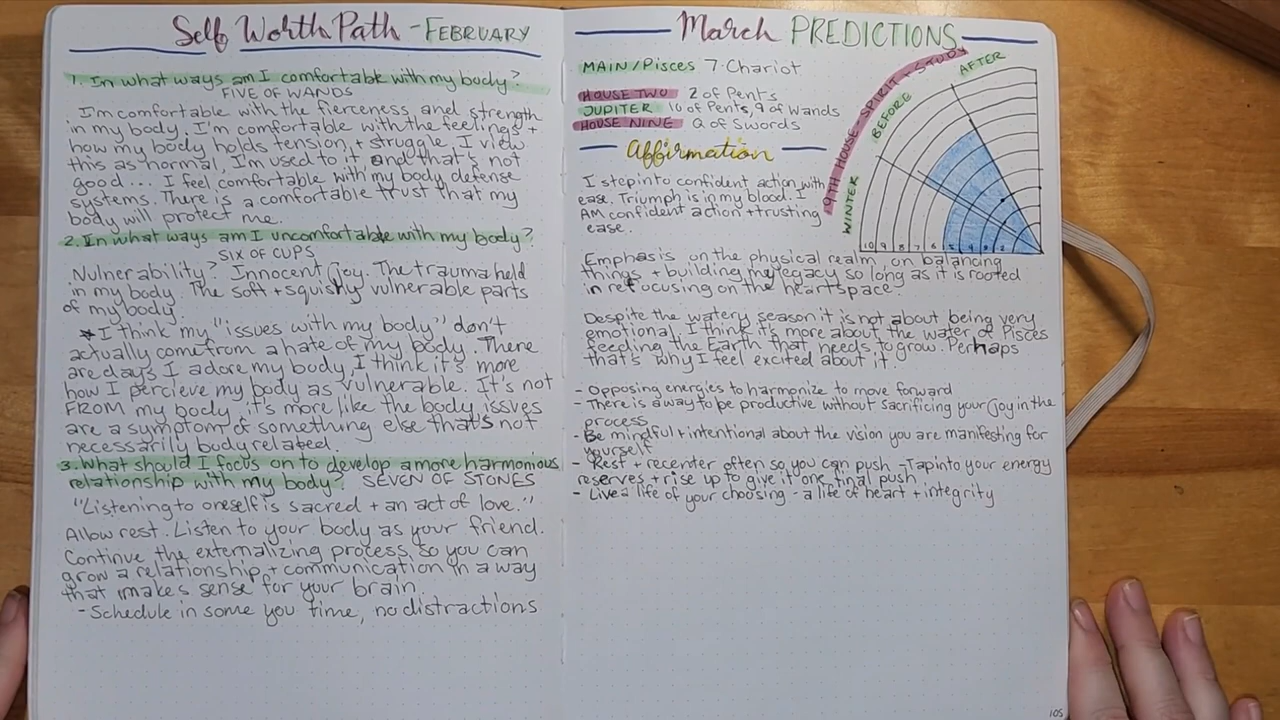 Self Worth Path - FEBRUARY
1. In what ways am I comfortable with my body?
FIVE OF WANDS
I'm comfortable with the fierceness and strength
in my body. I'm comfortable with the feelings +
how my body holds tension, + struggle, I view
this as normal, I'm used to it, and that's not
good... I feel comfortable with my body defense
systems. There is a comfortable trust that my
body will protect me.
2. In what ways am I uncomfortable with my body?
SIX OF CUPS
Vulnerability? Innocent joy. The trauma held
in my body. The soft + squishy vulnerable parts
of my body.
*I think my "issues with my body" don't
actually come from a hate of my body. There
are days I adore my body, I think it's more
how I percieve my body as vulnerable. It's not
FROM my body, it's more like the body issues
are a symptom of something else that's not
necessarily body related.
3. What should I focus on to develop a more harmonious
relationship with my body? SEVEN OF STONES
"Listening to oneself is sacred + an act of love."
Allow rest. Listen to your body as your friend.
Continue the externalizing process, so you can
grow a relationship + communication in a way
that makes sense for your brain.
- Schedule in some you time, no distractions
March PREDICTIONS
MAIN/Pisces 7. Chariot
HOUSE TWO 2 of Pents
JUPITER 10 of Pents, 9 of Wands
HOUSE NINE Q of Swords
Affirmation
I step into confident action with
ease. Triumph is in my blood. I
AM confident action + trusting
ease.
9TH HOUSE - SPIRIT + STUDY
WINTER
BEFORE
AFTER
10 9 8 7 6 5 4 3 2
Emphasis on the physical realm, on balancing
things + building my legacy so long as it is rooted
in refocusing on the heartspace.
Despite the watery season it is not about being very
emotional. I think it's more about the water of Pisces
feeding the Earth that needs to grow. Perhaps
that's why I feel excited about it.
- Opposing energies to harmonize to move forward
- There is a way to be productive without sacrificing your joy in the
process
- Be mindful + intentional about the vision you are manifesting for
yourself
- Rest + recenter often so you can push - Tap into your energy
reserves + rise up to give it one final push
- Live a life of your choosing - a life of heart + integrity
105